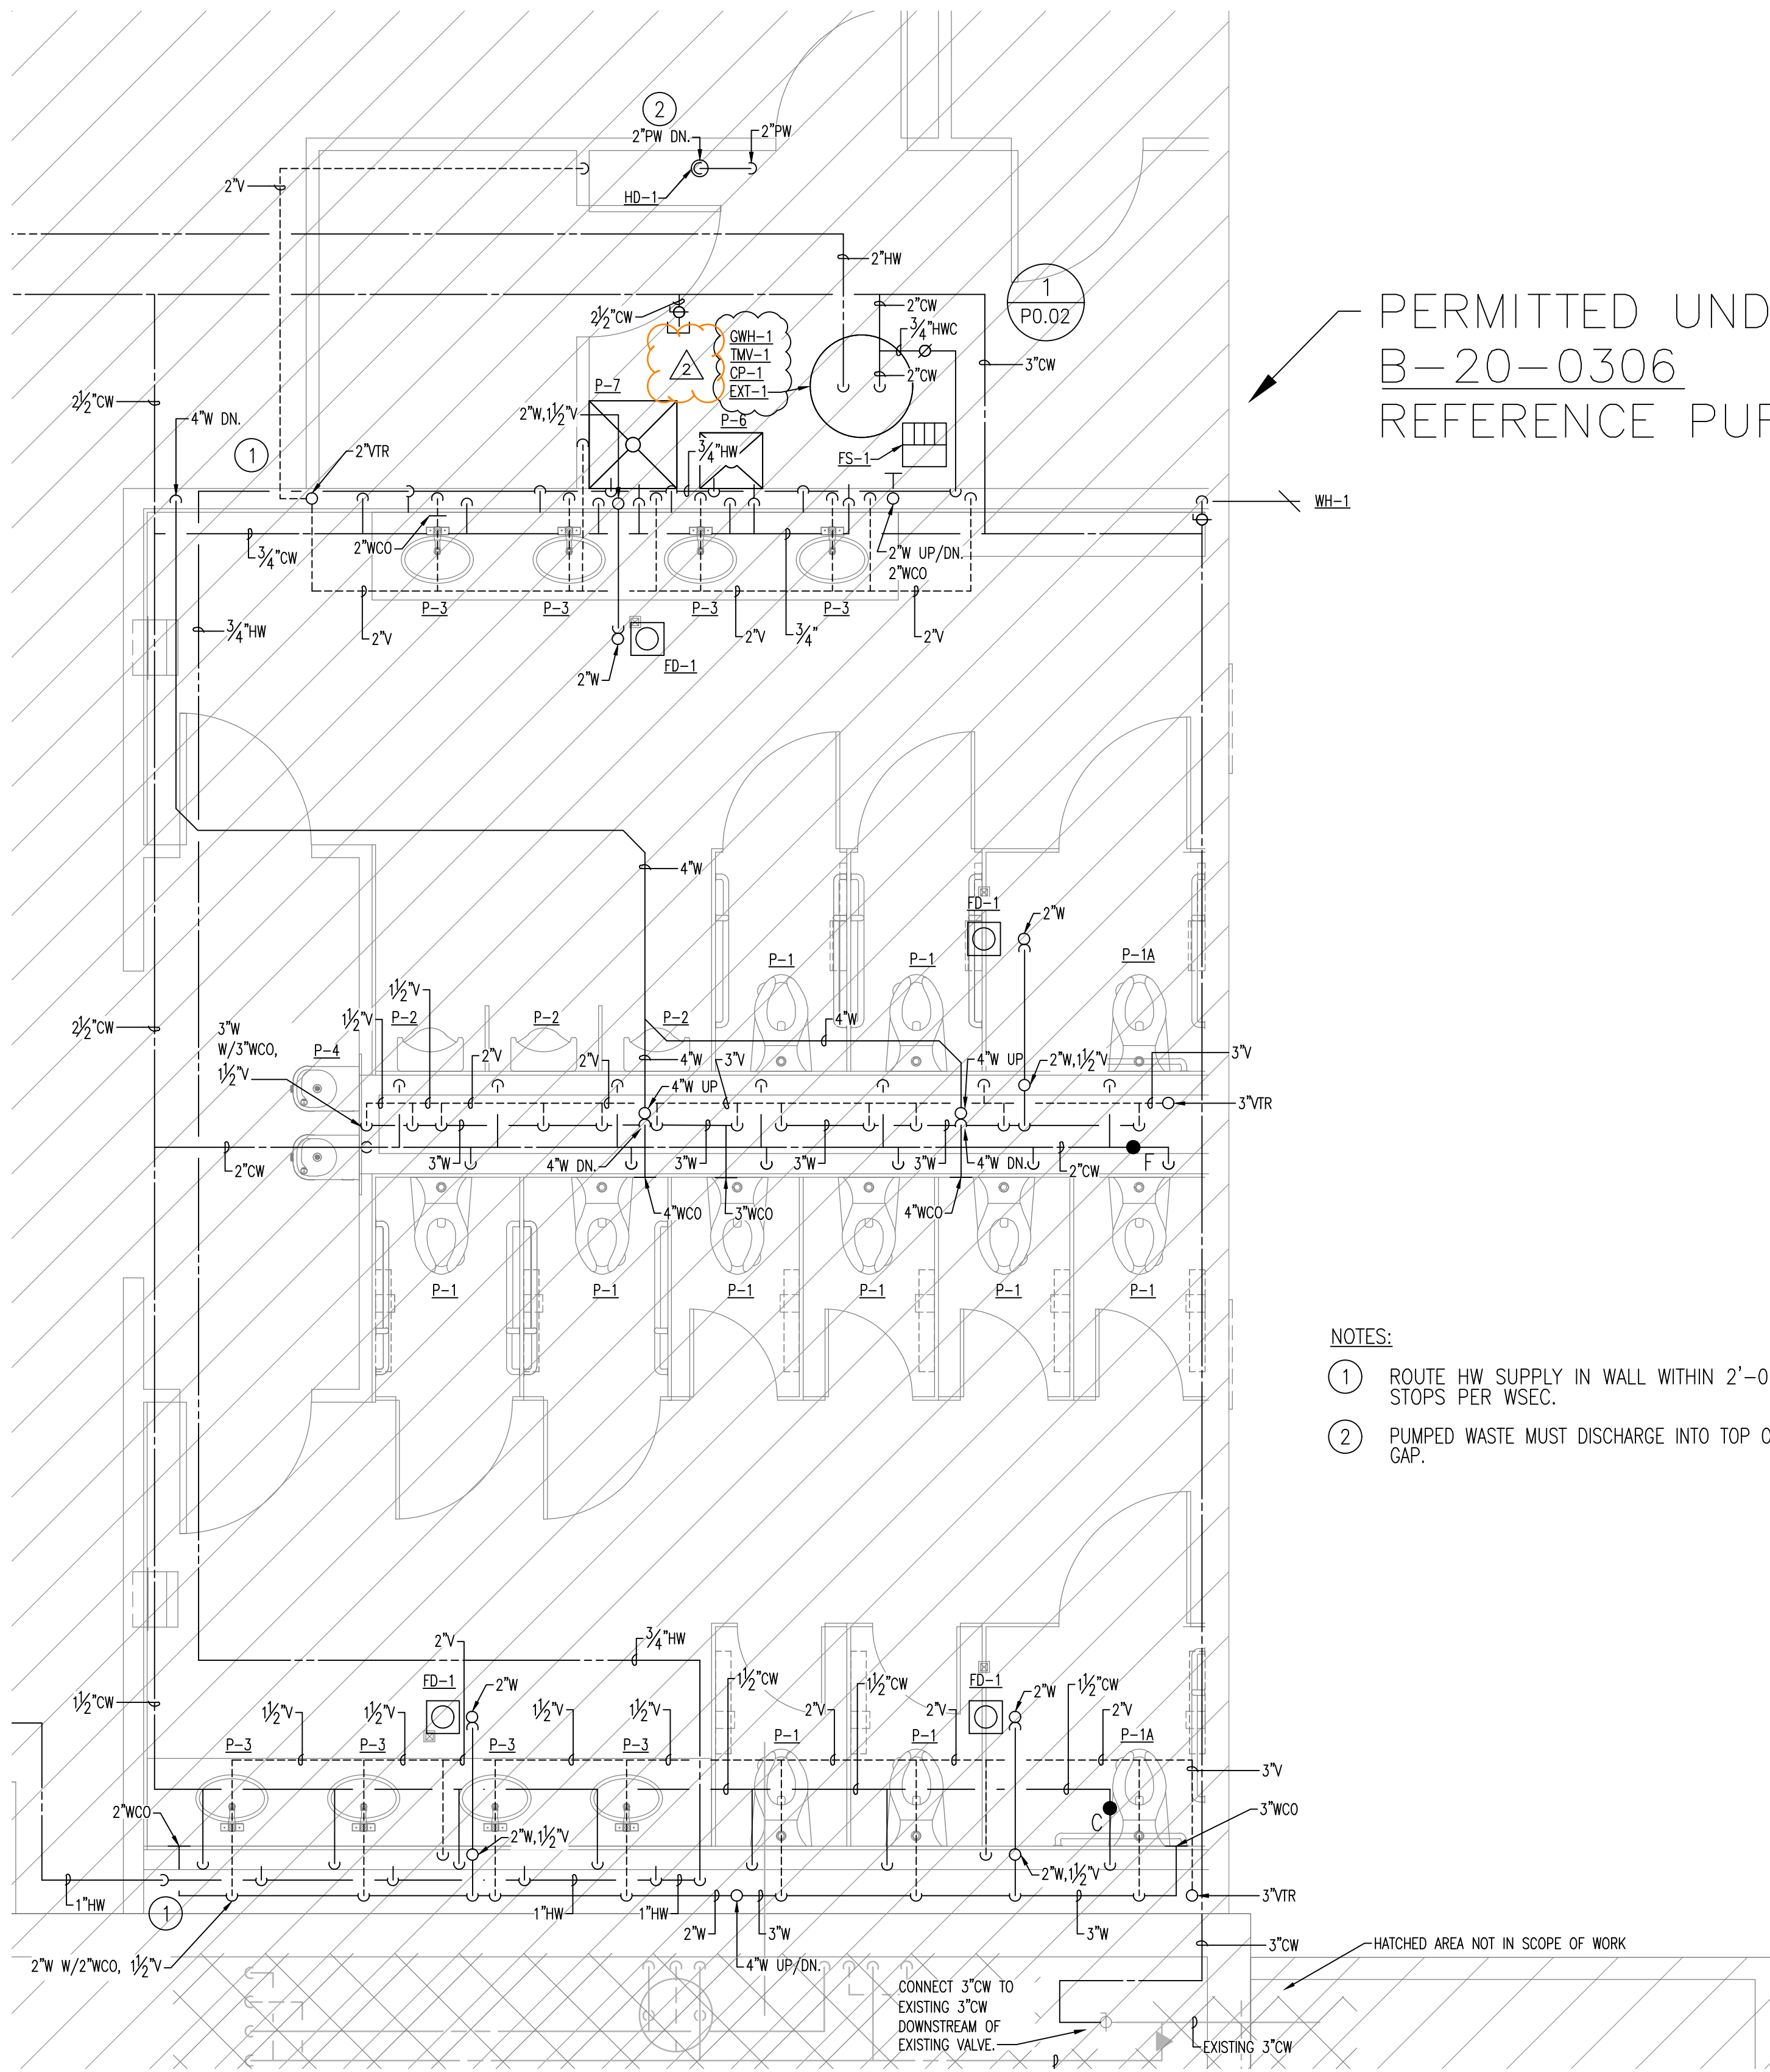 2
2"PW DN.
2"PW
2"V
HD-1
2"HW
1
P0.02
2"CW
2½"CW
¾"HWC
GWH-1
TMV-1
CP-1
EXT-1
2
3"CW
2"CW
PERMITTED UND
B-20-0306
REFERENCE PUR
P-7
2½"CW
4"W DN.
2"W,1½"V
P-6
1
2"VTR
¾"HW
FS-1
WH-1
2"WCO
¾"CW
2"W UP/DN.
2"WCO
P-3
P-3
P-3
P-3
¾"HW
2"V
2"V
¾"
2"V
FD-1
2"W
4"W
FD-1
2"W
P-1
P-1
P-1A
1½"V
2½"CW
1½"V
P-2
P-2
P-2
4"W
3"W
W/3"WCO,
1½"V
P-4
2"V
2"V
4"W
3"V
4"W UP
2"W,1½"V
3"V
4"W UP
3"VTR
2"CW
3"W
4"W DN.
3"W
3"W
3"W
4"W DN.
2"CW
F
4"WCO
3"WCO
4"WCO
P-1
P-1
P-1
P-1
P-1
P-1
NOTES:
1 ROUTE HW SUPPLY IN WALL WITHIN 2'-0
STOPS PER WSEC.
2 PUMPED WASTE MUST DISCHARGE INTO TOP O
GAP.
2"V
¾"HW
1½"CW
FD-1
2"W
1½"CW
1½"CW
FD-1
2"W
1½"CW
1½"V
1½"V
1½"V
1½"V
2"V
2"V
2"V
P-3
P-3
P-3
P-3
P-1
P-1
P-1A
3"V
2"WCO
C
3"WCO
2"W,1½"V
2"W,1½"V
1"HW
1
1"HW
1"HW
3"VTR
2"W
3"W
3"W
3"CW
HATCHED AREA NOT IN SCOPE OF WORK
2"W W/2"WCO, 1½"V
4"W UP/DN.
CONNECT 3"CW TO
EXISTING 3"CW
DOWNSTREAM OF
EXISTING VALVE.
EXISTING 3"CW